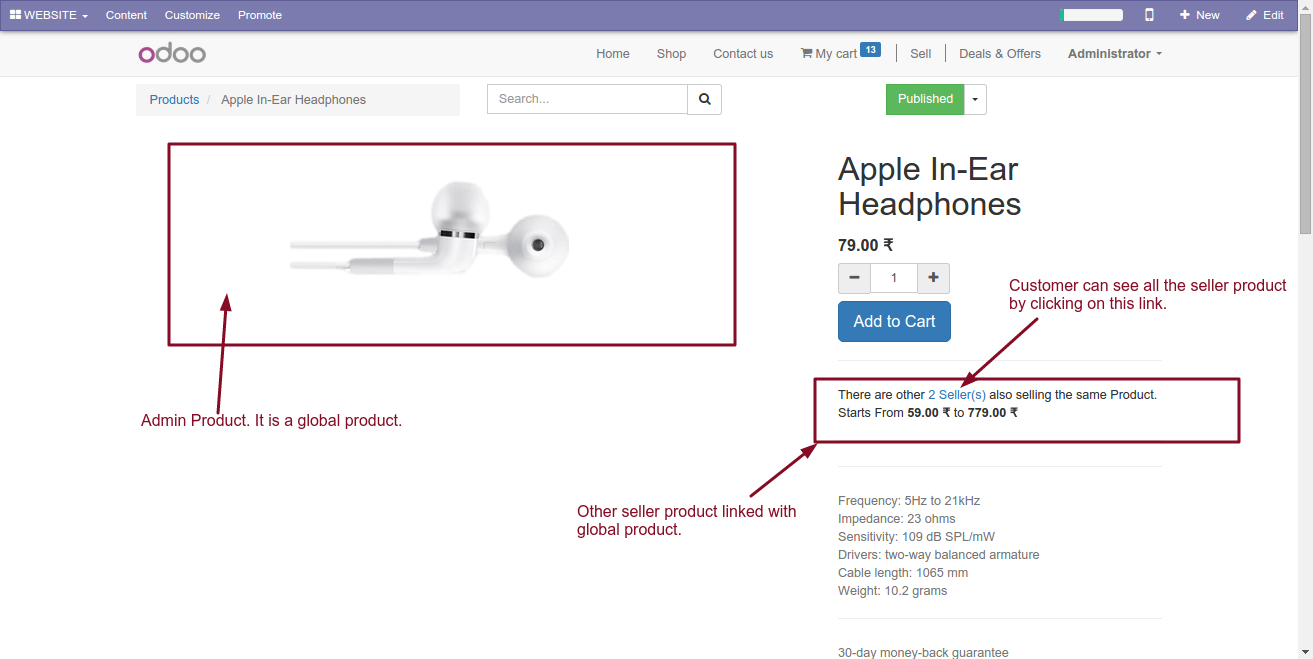 WEBSITE Content Customize Promote New Edit
odoo Home Shop Contact us My cart 13 Sell Deals & Offers Administrator
Products / Apple In-Ear Headphones Search... Published
Apple In-Ear
Headphones
79.00 ₹
1
Customer can see all the seller product
by clicking on this link.
Add to Cart
There are other 2 Seller(s) also selling the same Product.
Starts From 59.00 ₹ to 779.00 ₹
Admin Product. It is a global product.
Other seller product linked with
global product.
Frequency: 5Hz to 21kHz
Impedance: 23 ohms
Sensitivity: 109 dB SPL/mW
Drivers: two-way balanced armature
Cable length: 1065 mm
Weight: 10.2 grams
30-day money-back guarantee